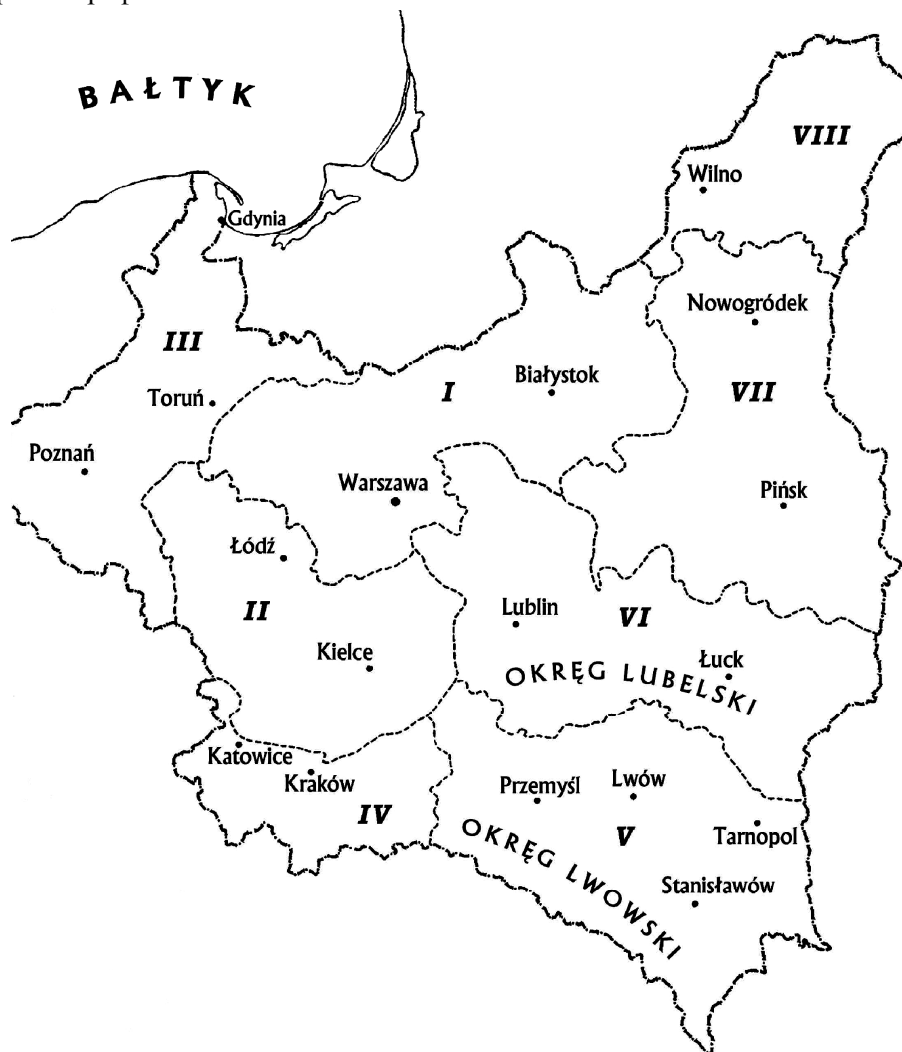 BAŁTYK
VIII
Wilno
Gdynia
Nowogródek
III
Białystok
I
VII
Toruń
Poznań
Warszawa
Pińsk
Łódź
Lublin
VI
II
Łuck
Kielce
OKRĘG LUBELSKI
Katowice
Kraków
Przemyśl
Lwów
IV
V
Tarnopol
OKRĘG LWOWSKI
Stanisławów